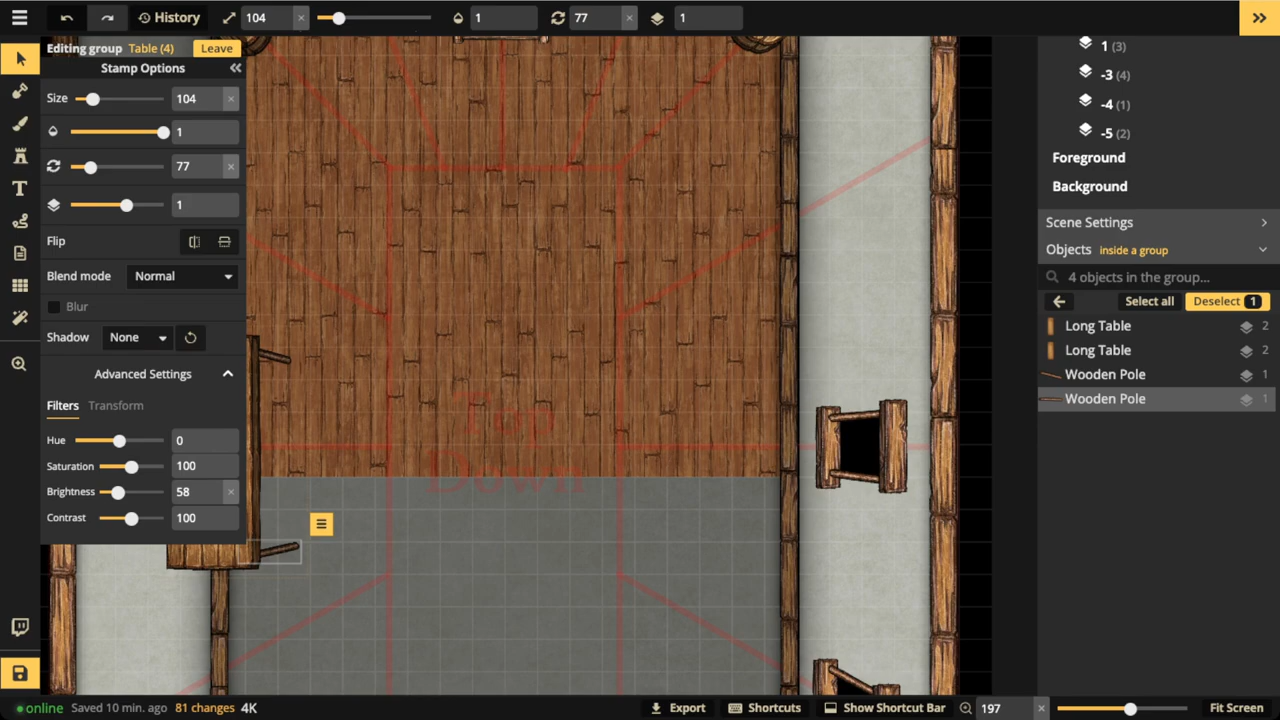 History
104 ×
1
77 ×
1
Editing group Table (4) Leave
Stamp Options
Size 104 ×
1
77 ×
1
Flip
Blend mode Normal
Blur
Shadow None
Advanced Settings
Filters Transform
Hue 0
Saturation 100
Brightness 58 ×
Contrast 100
Top
Down
1 (3)
-3 (4)
-4 (1)
-5 (2)
Foreground
Background
Scene Settings
Objects inside a group
4 objects in the group...
Select all Deselect 1
Long Table 2
Long Table 2
Wooden Pole 1
Wooden Pole 1
online Saved 10 min. ago 81 changes 4K
Export Shortcuts Show Shortcut Bar 197 × Fit Screen